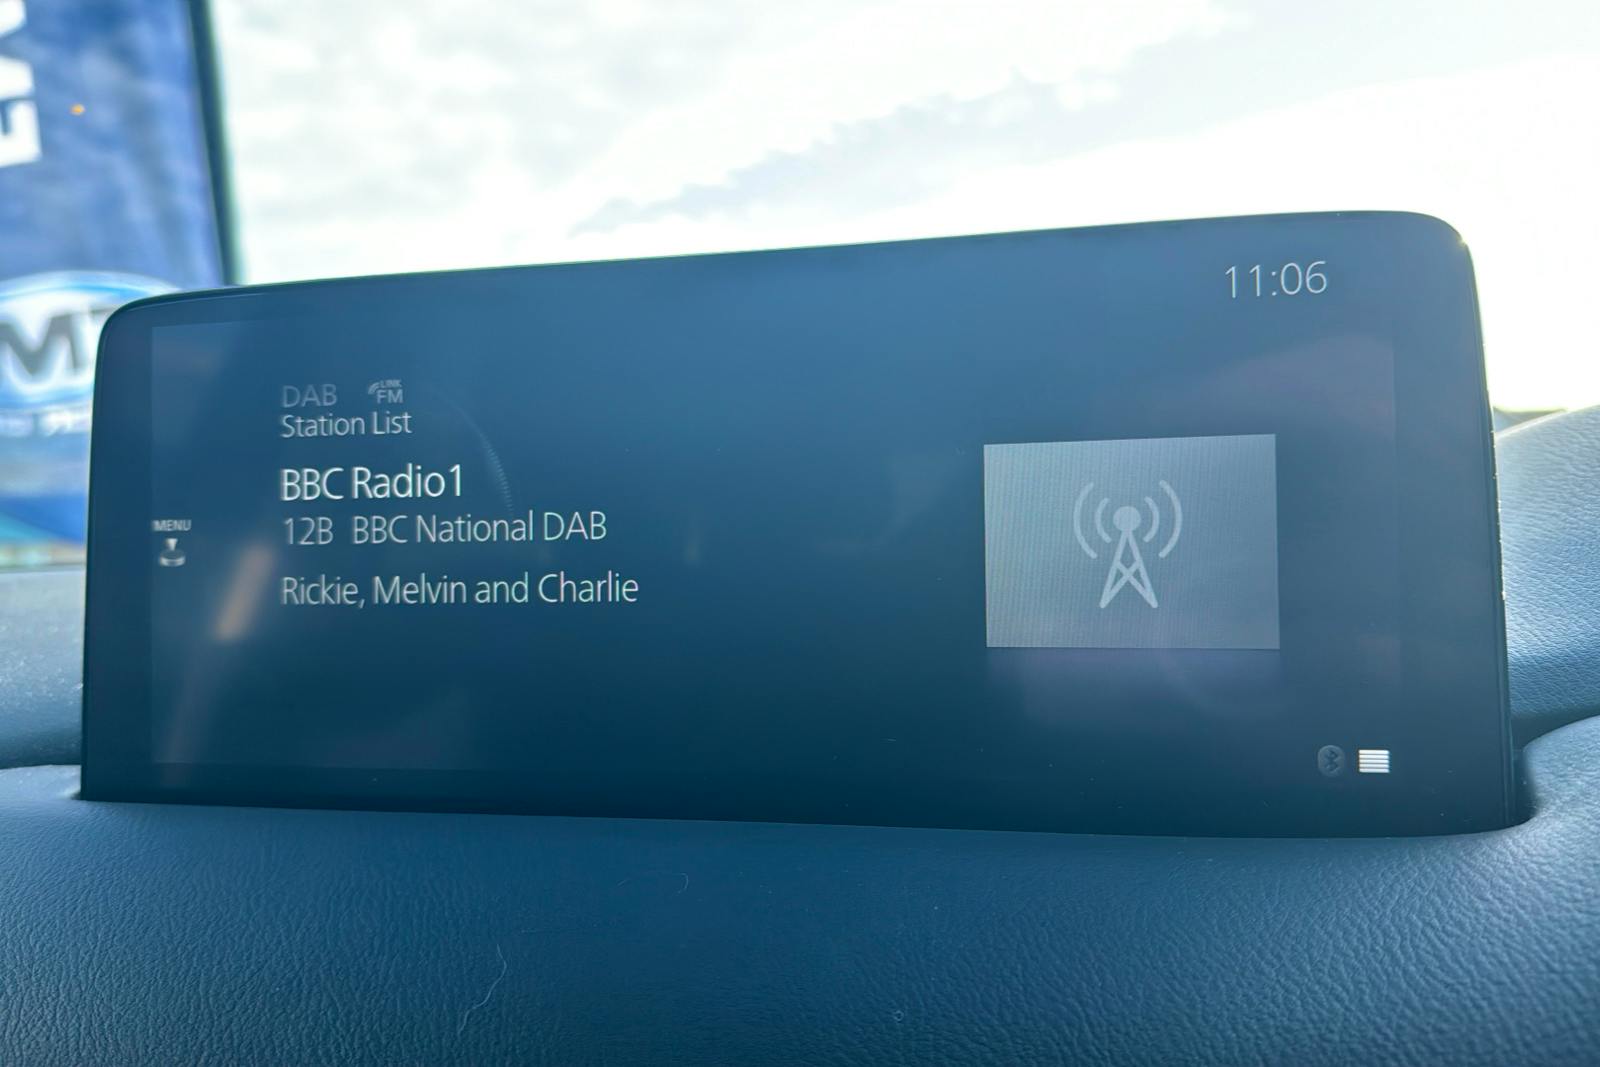 11:06
DAB LINK FM
Station List
BBC Radio1
12B BBC National DAB
MENU
Rickie, Melvin and Charlie